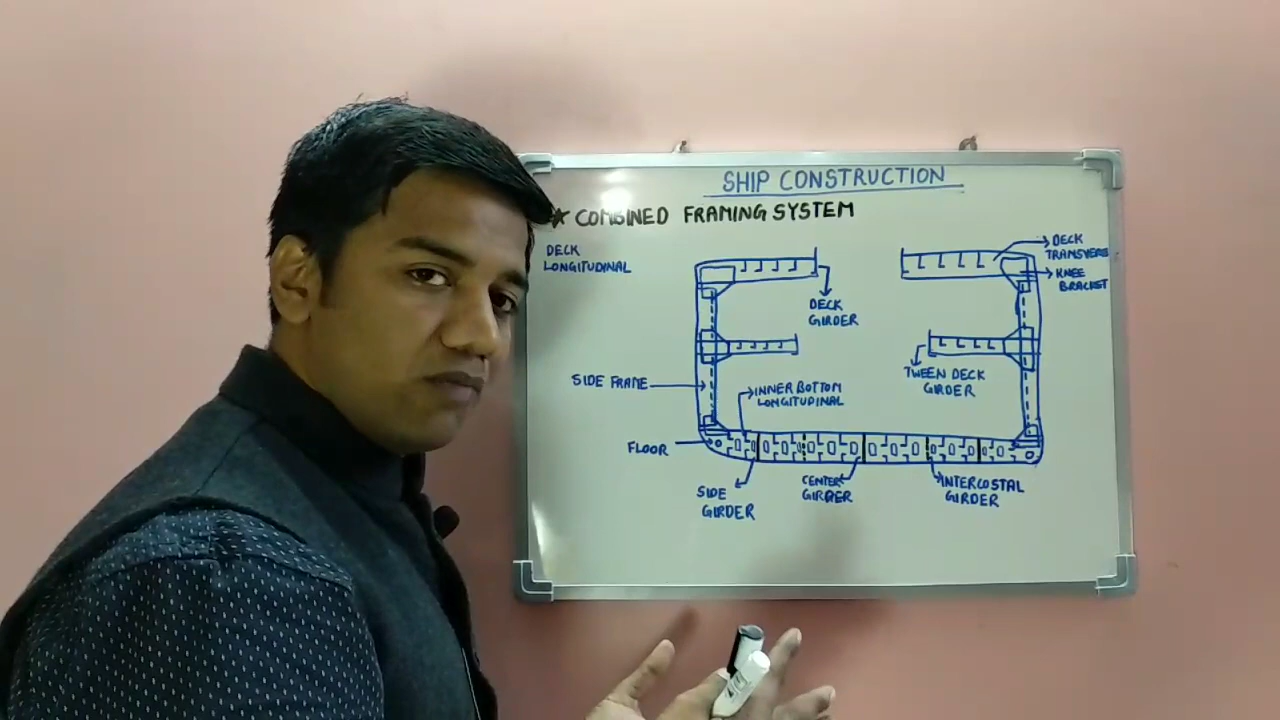 SHIP CONSTRUCTION
★ COMBINED FRAMING SYSTEM
DECK
LONGITUDINAL
DECK
TRANSVERS
KNEE
BRACKET
DECK
GIRDER
TWEEN DECK
GIRDER
SIDE FRAME
INNER BOTTOM
LONGITUDINAL
FLOOR
SIDE
GIRDER
CENTER
GIRDER
INTERCOSTAL
GIRDER